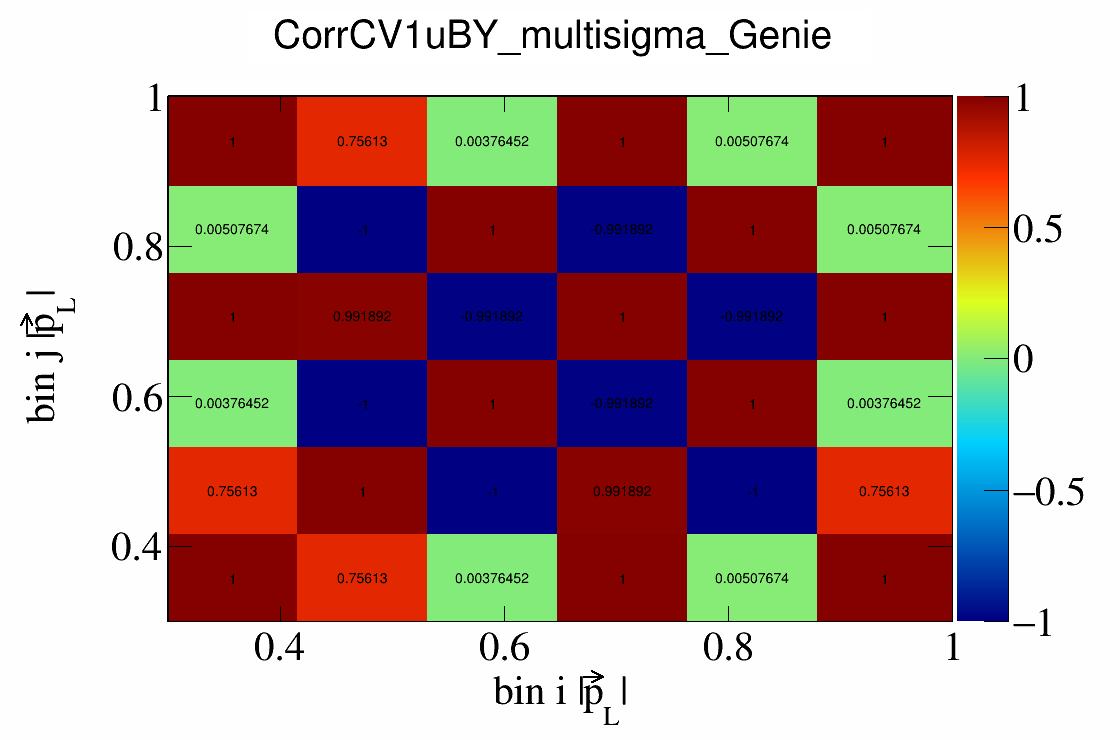 CorrCV1uBY_multisigma_Genie
1 1 0.75613 0.00376452 1 0.00507674 1 1
0.5
0.8 0.00507674 -1 1 -0.991892 1 0.00507674
1 0.991892 -0.991892 1 -0.991892 1
0
0.6 0.00376452 -1 1 -0.991892 1 0.00376452
0.75613 1 -1 0.991892 -1 0.75613 −0.5
0.4
1 0.75613 0.00376452 1 0.00507674 1 −1
0.4 0.6 0.8 1
bin i |p⃗_L|
bin j |p⃗_L|